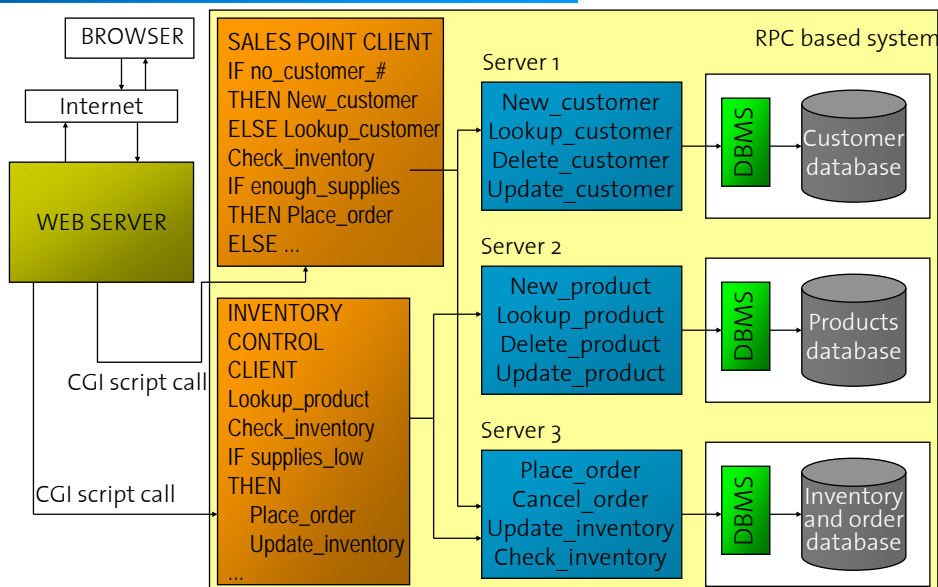 BROWSER
Internet
WEB SERVER
CGI script call
CGI script call
SALES POINT CLIENT
IF no_customer_#
THEN New_customer
ELSE Lookup_customer
Check_inventory
IF enough_supplies
THEN Place_order
ELSE ...
INVENTORY
CONTROL
CLIENT
Lookup_product
Check_inventory
IF supplies_low
THEN
Place_order
Update_inventory
...
RPC based system
Server 1
New_customer
Lookup_customer
Delete_customer
Update_customer
DBMS
Customer
database
Server 2
New_product
Lookup_product
Delete_product
Update_product
DBMS
Products
database
Server 3
Place_order
Cancel_order
Update_inventory
Check_inventory
DBMS
Inventory
and order
database